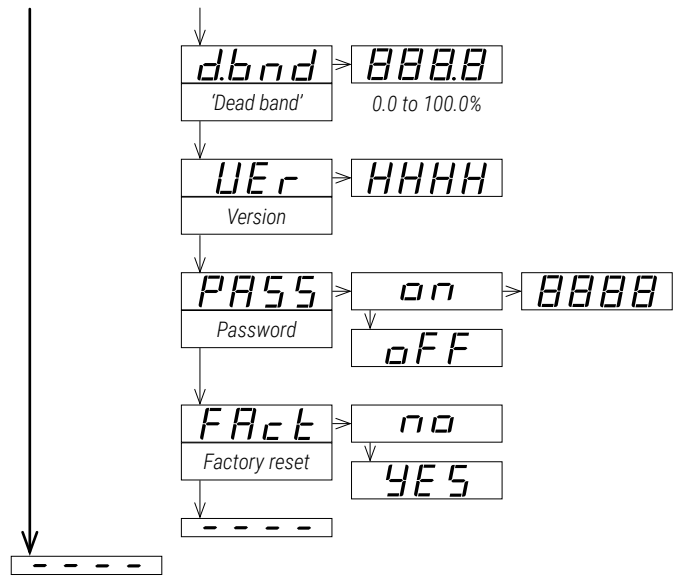 d.bnd 888.8
'Dead band' 0.0 to 100.0%
VEr HHHH
Version
PASS on 8888
Password oFF
FAct no
Factory reset YES
- - - -
- - - -